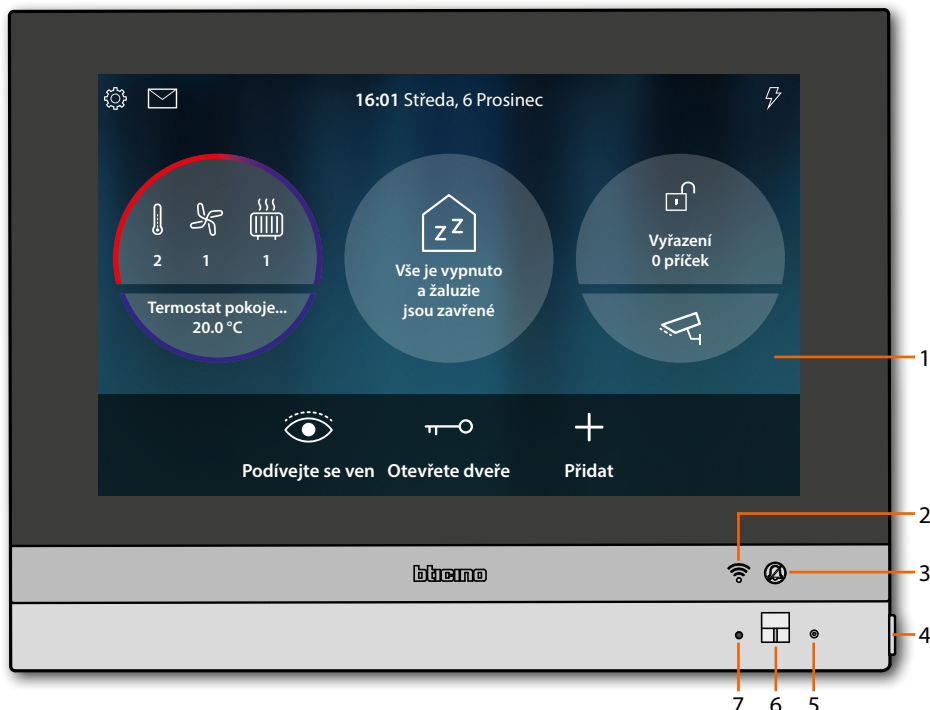 16:01 Středa, 6 Prosinec
2 1 1
Termostat pokoje...
20.0 °C
z Z
Vše je vypnuto
a žaluzie
jsou zavřené
Vyřazení
0 příček
Podívejte se ven
Otevřete dveře
Přidat
bticino
1
2
3
4
7 6 5